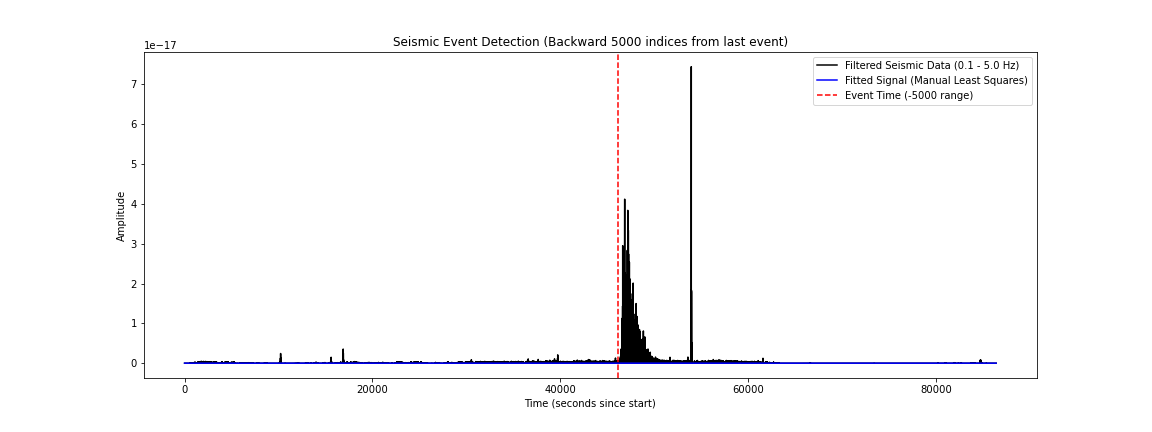 Seismic Event Detection (Backward 5000 indices from last event)
1e−17
Filtered Seismic Data (0.1 - 5.0 Hz)
Fitted Signal (Manual Least Squares)
Event Time (-5000 range)
7
6
5
4
3
2
1
0
Amplitude
0 20000 40000 60000 80000
Time (seconds since start)